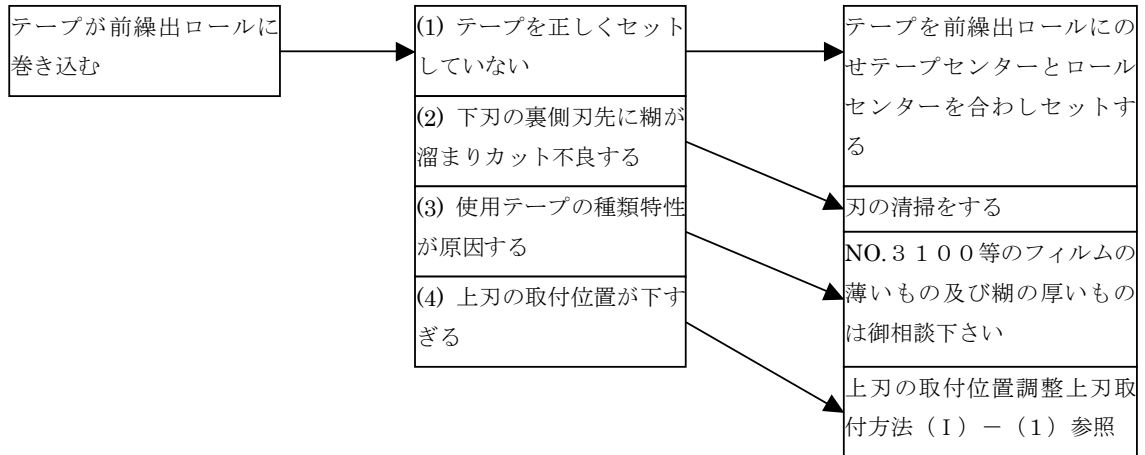 テープが前繰出ロールに
巻き込む
(1) テープを正しくセット
していない
(2) 下刃の裏側刃先に糊が
溜まりカット不良する
(3) 使用テープの種類特性
が原因する
(4) 上刃の取付位置が下す
ぎる
テープを前繰出ロールにの
せテープセンターとロール
センターを合わしセットす
る
刃の清掃をする
NO.３１００等のフィルムの
薄いもの及び糊の厚いもの
は御相談下さい
上刃の取付位置調整上刃取
付方法（Ⅰ）－（１）参照